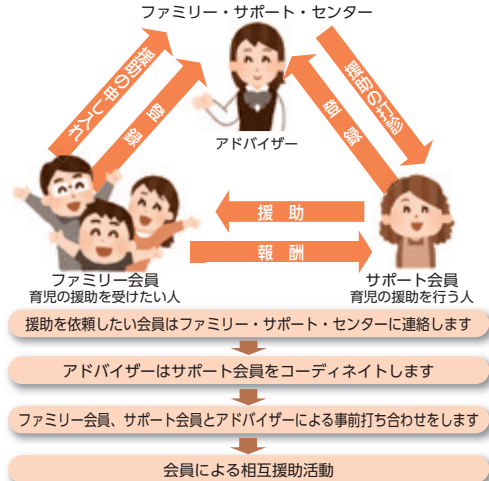 ファミリー・サポート・センター
援助の申し入れ
登録
援助の打診
登録
アドバイザー
援助
報酬
ファミリー会員
育児の援助を受けたい人
サポート会員
育児の援助を行う人
援助を依頼したい会員はファミリー・サポート・センターに連絡します
アドバイザーはサポート会員をコーディネイトします
ファミリー会員、サポート会員とアドバイザーによる事前打ち合わせをします
会員による相互援助活動